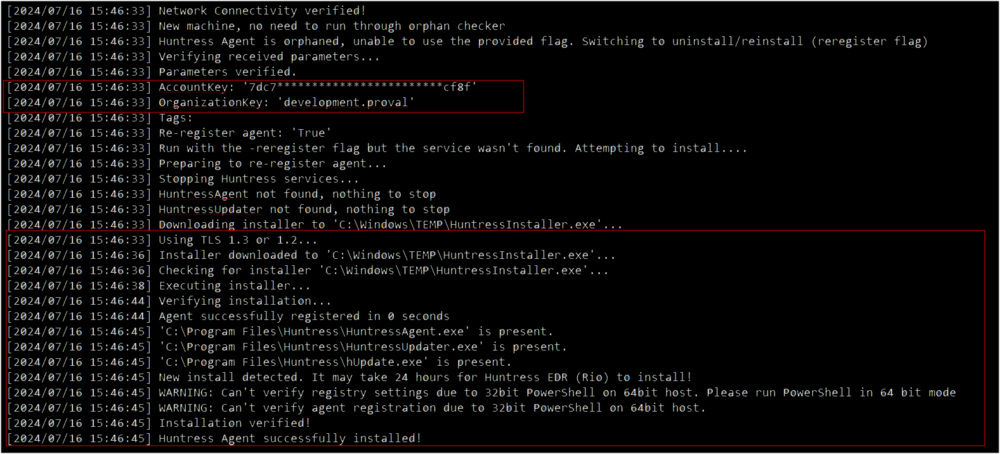 [2024/07/16 15:46:33] Network Connectivity verified!
[2024/07/16 15:46:33] New machine, no need to run through orphan checker
[2024/07/16 15:46:33] Huntress Agent is orphaned, unable to use the provided flag. Switching to uninstall/reinstall (reregister flag)
[2024/07/16 15:46:33] Verifying received parameters...
[2024/07/16 15:46:33] Parameters verified.
[2024/07/16 15:46:33] AccountKey: '7dc7************************cf8f'
[2024/07/16 15:46:33] OrganizationKey: 'development.proval'
[2024/07/16 15:46:33] Tags:
[2024/07/16 15:46:33] Re-register agent: 'True'
[2024/07/16 15:46:33] Run with the -reregister flag but the service wasn't found. Attempting to install....
[2024/07/16 15:46:33] Preparing to re-register agent...
[2024/07/16 15:46:33] Stopping Huntress services...
[2024/07/16 15:46:33] HuntressAgent not found, nothing to stop
[2024/07/16 15:46:33] HuntressUpdater not found, nothing to stop
[2024/07/16 15:46:33] Downloading installer to 'C:\Windows\TEMP\HuntressInstaller.exe'...
[2024/07/16 15:46:33] Using TLS 1.3 or 1.2...
[2024/07/16 15:46:36] Installer downloaded to 'C:\Windows\TEMP\HuntressInstaller.exe'...
[2024/07/16 15:46:36] Checking for installer 'C:\Windows\TEMP\HuntressInstaller.exe'...
[2024/07/16 15:46:38] Executing installer...
[2024/07/16 15:46:44] Verifying installation...
[2024/07/16 15:46:44] Agent successfully registered in 0 seconds
[2024/07/16 15:46:45] 'C:\Program Files\Huntress\HuntressAgent.exe' is present.
[2024/07/16 15:46:45] 'C:\Program Files\Huntress\HuntressUpdater.exe' is present.
[2024/07/16 15:46:45] 'C:\Program Files\Huntress\hUpdate.exe' is present.
[2024/07/16 15:46:45] New install detected. It may take 24 hours for Huntress EDR (Rio) to install!
[2024/07/16 15:46:45] WARNING: Can't verify registry settings due to 32bit PowerShell on 64bit host. Please run PowerShell in 64 bit mode
[2024/07/16 15:46:45] WARNING: Can't verify agent registration due to 32bit PowerShell on 64bit host.
[2024/07/16 15:46:45] Installation verified!
[2024/07/16 15:46:45] Huntress Agent successfully installed!